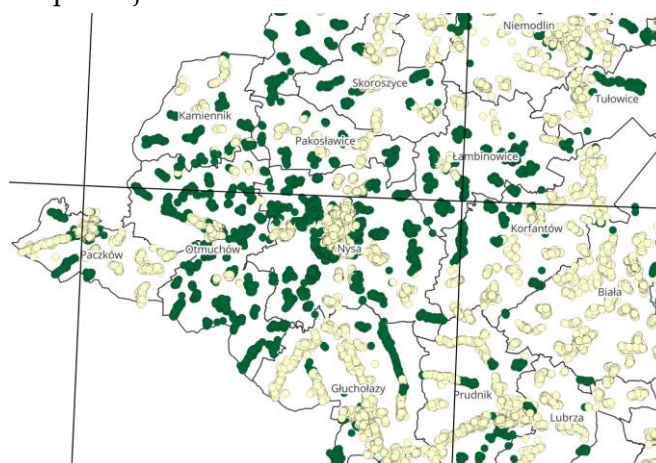 Niemodlin
Skoroszyce
Tułowice
Kamiennik
Pakosławice
Łambinowice
Korfantów
Otmuchów
Nysa
Paczków
Biała
Głuchołazy
Prudnik
Lubrza